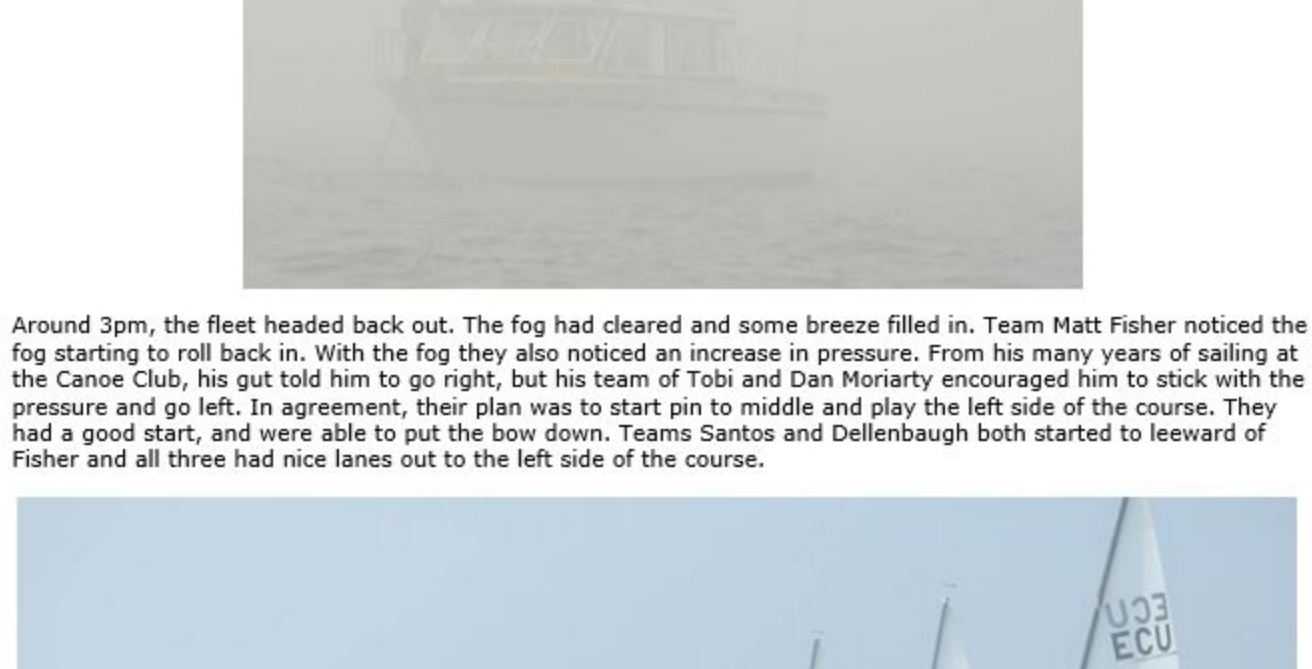 Around 3pm, the fleet headed back out. The fog had cleared and some breeze filled in. Team Matt Fisher noticed the
fog starting to roll back in. With the fog they also noticed an increase in pressure. From his many years of sailing at
the Canoe Club, his gut told him to go right, but his team of Tobi and Dan Moriarty encouraged him to stick with the
pressure and go left. In agreement, their plan was to start pin to middle and play the left side of the course. They
had a good start, and were able to put the bow down. Teams Santos and Dellenbaugh both started to leeward of
Fisher and all three had nice lanes out to the left side of the course.
ECU
ECU